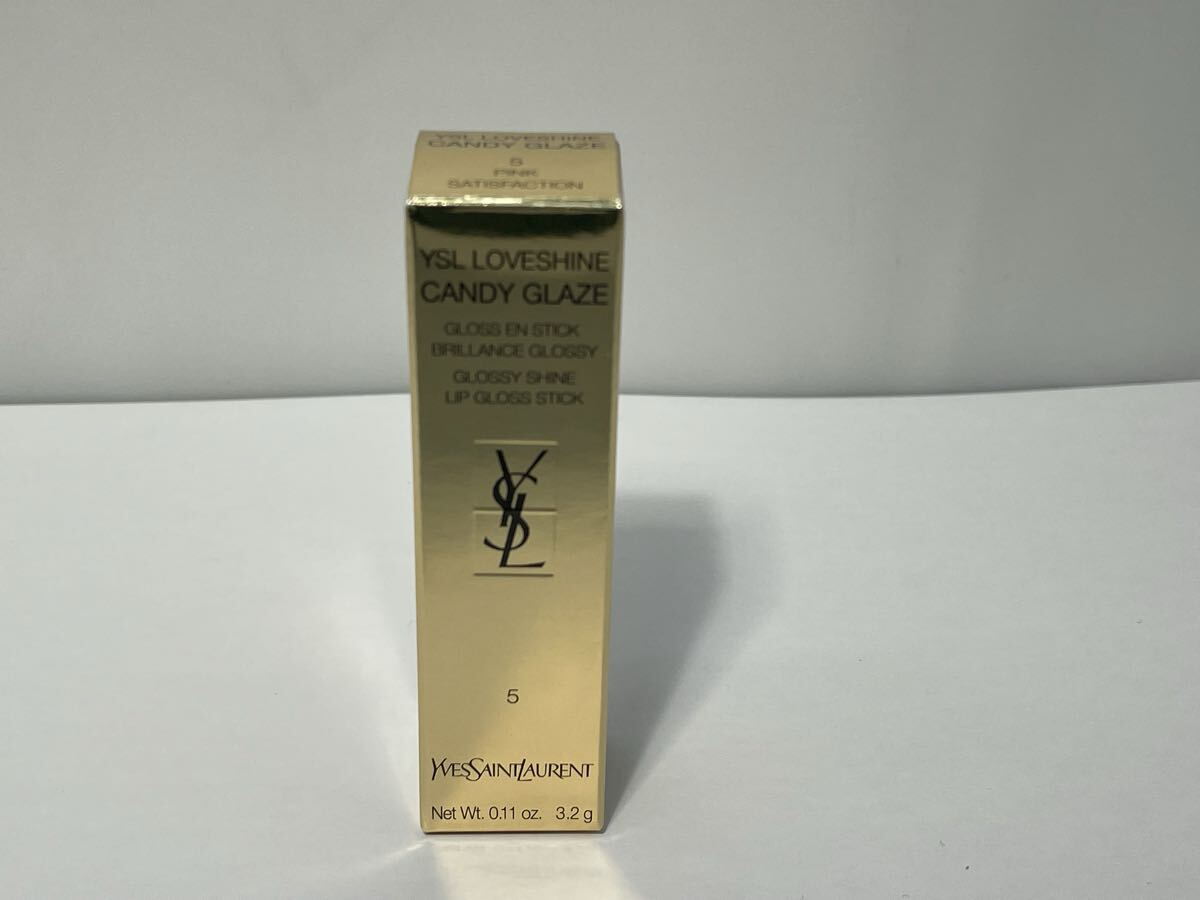 YSL LOVESHINE
CANDY GLAZE
5
PINK
SATISFACTION
YSL LOVESHINE
CANDY GLAZE
GLOSS EN STICK
BRILLANCE GLOSSY
GLOSSY SHINE
LIP GLOSS STICK
YSL
5
YVESSAINTLAURENT
Net Wt. 0.11 oz. 3.2 g